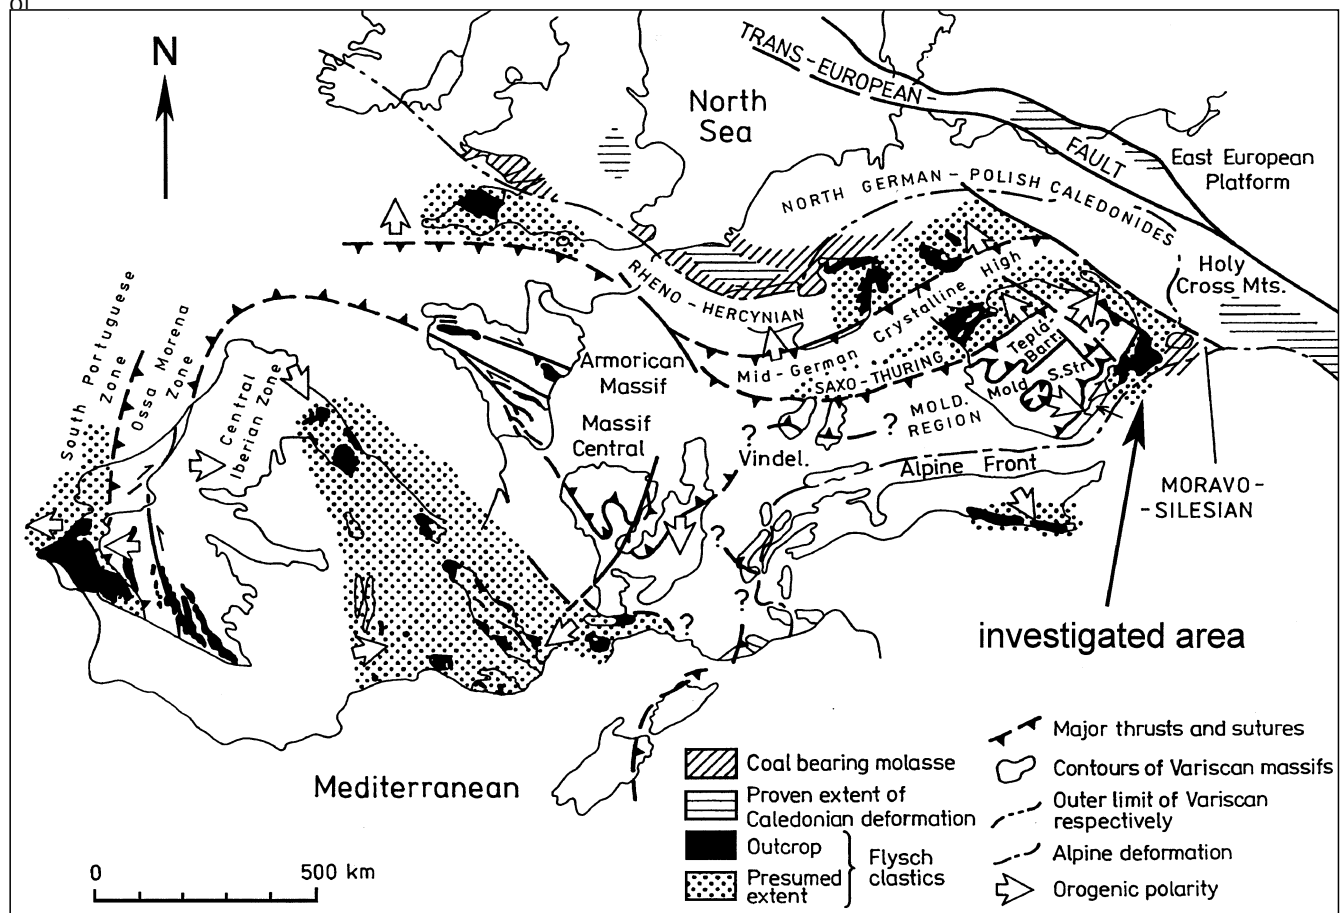 N
North
Sea
TRANS-EUROPEAN-
FAULT
East European
Platform
NORTH GERMAN-POLISH CALEDONIDES
Holy
Cross Mts.
RHENO-HERCYNIAN
Mid-German Crystalline High
SAXO-THURING.
Teplá
Barr.
?
Mold.
S.Str.
MOLD.
REGION
South Portuguese
Zone
Ossa Morena
Zone
Central
Iberian Zone
Armorican
Massif
Massif
Central
?
Vindel.
?
Alpine Front
?
?
?
MORAVO-
-SILESIAN
investigated area
Mediterranean
0
500 km
Coal bearing molasse
Proven extent of
Caledonian deformation
Outcrop
Presumed
extent
Flysch
clastics
Major thrusts and sutures
Contours of Variscan massifs
Outer limit of Variscan
respectively
Alpine deformation
Orogenic polarity